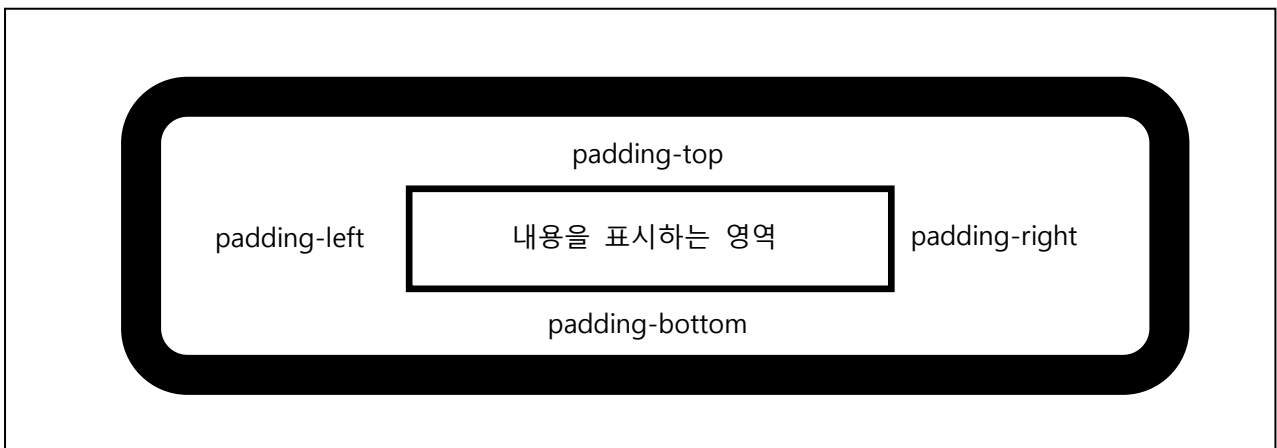 padding-top
padding-left 내용을 표시하는 영역 padding-right
padding-bottom